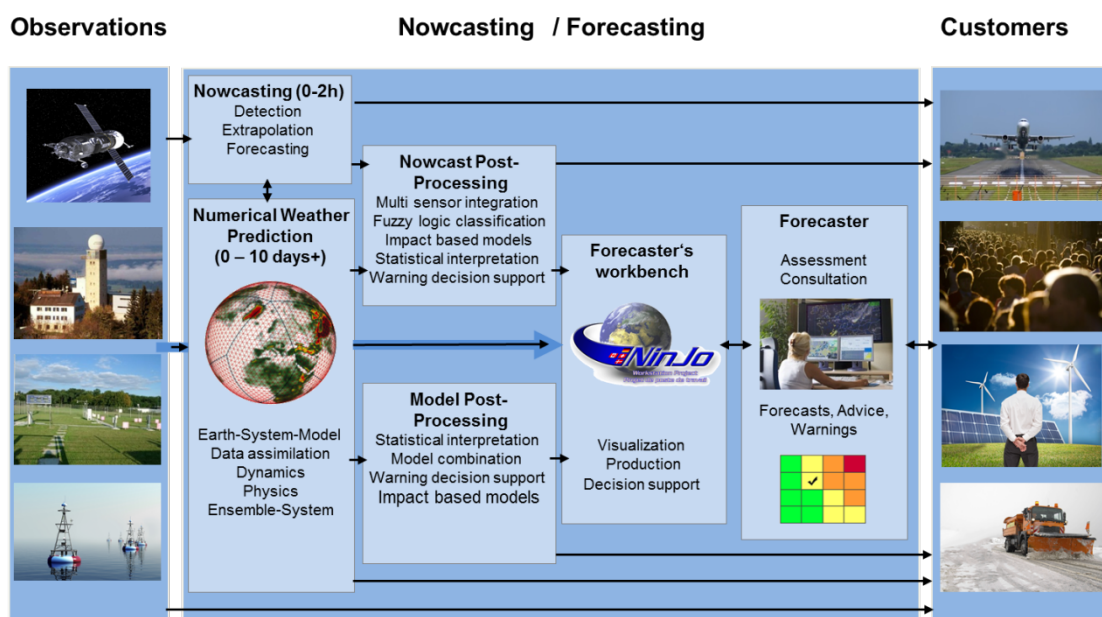 Observations
Nowcasting / Forecasting
Customers
Nowcasting (0-2h)
Detection
Extrapolation
Forecasting
Nowcast Post-
Processing
Multi sensor integration
Fuzzy logic classification
Impact based models
Statistical interpretation
Warning decision support
Numerical Weather
Prediction
(0 – 10 days+)
Earth-System-Model
Data assimilation
Dynamics
Physics
Ensemble-System
Model Post-
Processing
Statistical interpretation
Model combination
Warning decision support
Impact based models
Forecaster‘s
workbench
NinJo
Workstation Project
Visualization
Production
Decision support
Forecaster
Assessment
Consultation
Forecasts, Advice,
Warnings